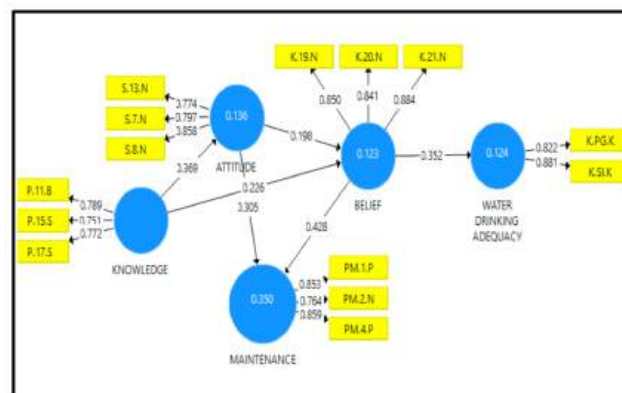 K.19.N
K.20.N
K.21.N
S.13.N
S.7.N
S.8.N
0.774
0.797
0.858
0.136
ATTITUDE
0.850
0.841
0.884
0.198
0.123
BELIEF
0.352
0.124
WATER
DRINKING
ADEQUACY
0.822
0.881
K.PG.K
K.SI.K
0.369
0.226
0.305
0.428
P.11.B
P.15.S
P.17.S
0.789
0.751
0.772
KNOWLEDGE
0.350
MAINTENANCE
0.853
0.764
0.859
PM.1.P
PM.2.N
PM.4.P